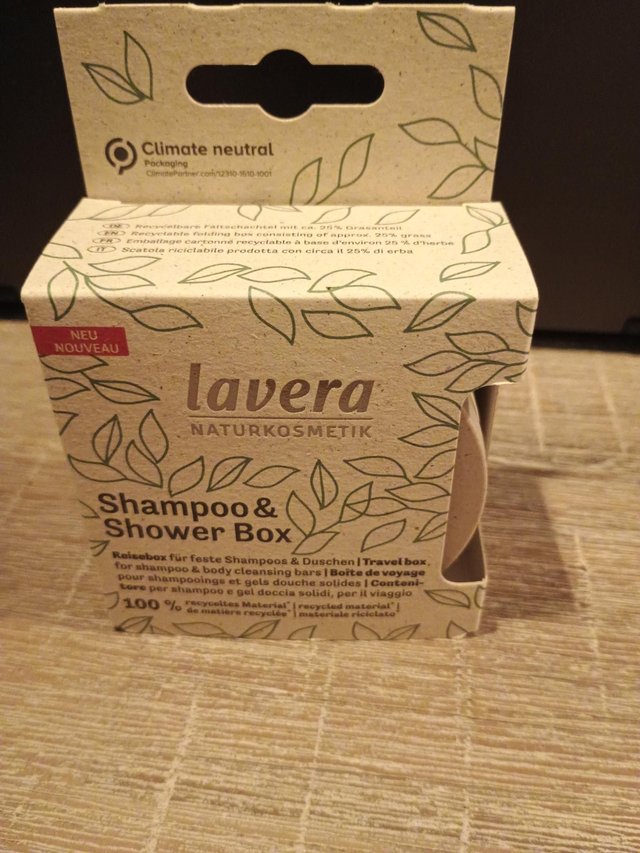 Climate neutral
Packaging
ClimatePartner.com/12310-1610-1001
DE Recycelbare Faltschachtel mit ca. 25% Grasanteil
EN Recyclable folding box consisting of approx. 25% grass
FR Emballage cartonné recyclable à base d'environ 25 % d'herbe
IT Scatola riciclabile prodotta con circa il 25% di erba
NEU
NOUVEAU
lavera
NATURKOSMETIK
Shampoo &
Shower Box
Reisebox für feste Shampoos & Duschen | Travel box
for shampoo & body cleansing bars | Boîte de voyage
pour shampooings et gels douche solides | Conteni-
tore per shampoo e gel doccia solidi, per il viaggio
100 % recyceltes Material* | recycled material* |
de matière recyclée* | materiale riciclato*